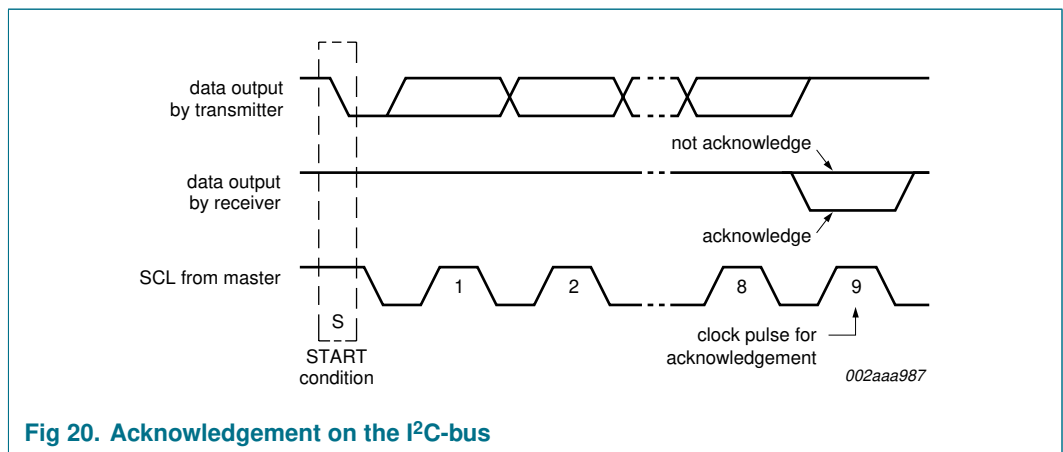 data output
by transmitter
not acknowledge
data output
by receiver
acknowledge
SCL from master
1
2
8
9
S
START
condition
clock pulse for
acknowledgement
002aaa987
Fig 20. Acknowledgement on the I²C-bus